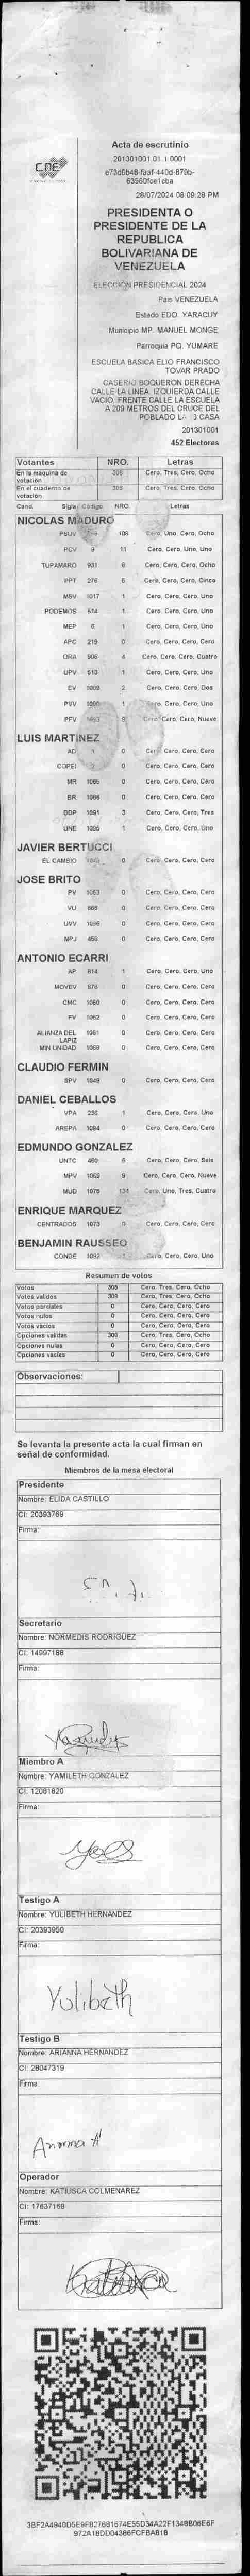 CNE
Acta de escrutinio
201301001.01.1.0001
e73d0b48-faaf-440d-879b-
63560fce1cba
28/07/2024 08:09:28 PM
PRESIDENTA O
PRESIDENTE DE LA
REPUBLICA
BOLIVARIANA DE
VENEZUELA
ELECCIÓN PRESIDENCIAL 2024
Pais VENEZUELA
Estado EDO. YARACUY
Municipio MP. MANUEL MONGE
Parroquia PQ. YUMARE
ESCUELA BASICA ELIO FRANCISCO
TOVAR PRADO
CASERIO BOQUERON DERECHA
CALLE LA LINEA. IZQUIERDA CALLE
VACIO. FRENTE CALLE LA ESCUELA
A 200 METROS DEL CRUCE DEL
POBLADO CASA
201301001
452 Electores
Votantes NRO. Letras
En la maquina de votación 308 Cero, Tres, Cero, Ocho
En el cuaderno de votación 308 Cero, Tres, Cero, Ocho
Cand. Sigla Código NRO. Letras
NICOLAS MADURO
PSUV 108 Cero, Uno, Cero, Ocho
PCV 9 11 Cero, Cero, Uno, Uno
TUPAMARO 931 8 Cero, Cero, Cero, Ocho
PPT 276 5 Cero, Cero, Cero, Cinco
MSV 1017 1 Cero, Cero, Cero, Uno
PODEMOS 514 1 Cero, Cero, Cero, Uno
MEP 6 1 Cero, Cero, Cero, Uno
APC 219 0 Cero, Cero, Cero, Cero
ORA 906 4 Cero, Cero, Cero, Cuatro
UPV 513 1 Cero, Cero, Cero, Uno
EV 1099 2 Cero, Cero, Cero, Dos
PVV 1 Cero, Cero, Cero, Uno
PFV 9 Cero, Cero, Cero, Nueve
LUIS MARTINEZ
AD 1 0 Cero, Cero, Cero, Cero
COPEI 0 Cero, Cero, Cero, Cero
MR 1065 0 Cero, Cero, Cero, Cero
BR 1066 0 Cero, Cero, Cero, Cero
DDP 1091 3 Cero, Cero, Cero, Tres
UNE 1095 1 Cero, Cero, Cero, Uno
JAVIER BERTUCCI
EL CAMBIO 0 Cero, Cero, Cero, Cero
JOSE BRITO
PV 1053 0 Cero, Cero, Cero, Cero
VU 968 0 Cero, Cero, Cero, Cero
UVV 1096 0 Cero, Cero, Cero, Cero
MPJ 450 0 Cero, Cero, Cero, Cero
ANTONIO ECARRI
AP 914 1 Cero, Cero, Cero, Uno
MOVEV 979 0 Cero, Cero, Cero, Cero
CMC 1080 0 Cero, Cero, Cero, Cero
FV 1062 0 Cero, Cero, Cero, Cero
ALIANZA DEL LAPIZ 1051 0 Cero, Cero, Cero, Cero
MIN UNIDAD 1069 0 Cero, Cero, Cero, Cero
CLAUDIO FERMIN
SPV 1049 0 Cero, Cero, Cero, Cero
DANIEL CEBALLOS
VPA 230 1 Cero, Cero, Cero, Uno
AREPA 1094 0 Cero, Cero, Cero, Cero
EDMUNDO GONZALEZ
UNTC 460 6 Cero, Cero, Cero, Seis
MPV 1069 9 Cero, Cero, Cero, Nueve
MUD 1078 134 Cero, Uno, Tres, Cuatro
ENRIQUE MARQUEZ
CENTRADOS 1073 0 Cero, Cero, Cero, Cero
BENJAMIN RAUSSEO
CONDE 1092 1 Cero, Cero, Cero, Uno
Resumen de votos
Votos 308 Cero, Tres, Cero, Ocho
Votos validos 308 Cero, Tres, Cero, Ocho
Votos parciales 0 Cero, Cero, Cero, Cero
Votos nulos 0 Cero, Cero, Cero, Cero
Votos vacios 0 Cero, Cero, Cero, Cero
Opciones validas 308 Cero, Tres, Cero, Ocho
Opciones nulas 0 Cero, Cero, Cero, Cero
Opciones vacias 0 Cero, Cero, Cero, Cero
Observaciones:
Se levanta la presente acta la cual firman en
señal de conformidad.
Miembros de la mesa electoral
Presidente
Nombre: ELIDA CASTILLO
CI: 20393769
Firma:
Secretario
Nombre: NORMEDIS RODRIGUEZ
CI: 14997188
Firma:
Miembro A
Nombre: YAMILETH GONZALEZ
CI: 12081820
Firma:
Testigo A
Nombre: YULIBETH HERNANDEZ
CI: 20393950
Firma:
Yulibeth
Testigo B
Nombre: ARIANNA HERNANDEZ
CI: 28047319
Firma:
Arianna H
Operador
Nombre: KATIUSCA COLMENAREZ
CI: 17637169
Firma:
3BF2A4940D5E9FB27681674E55D34A22F1348B06E6F
972A18DD04386FCFBA818